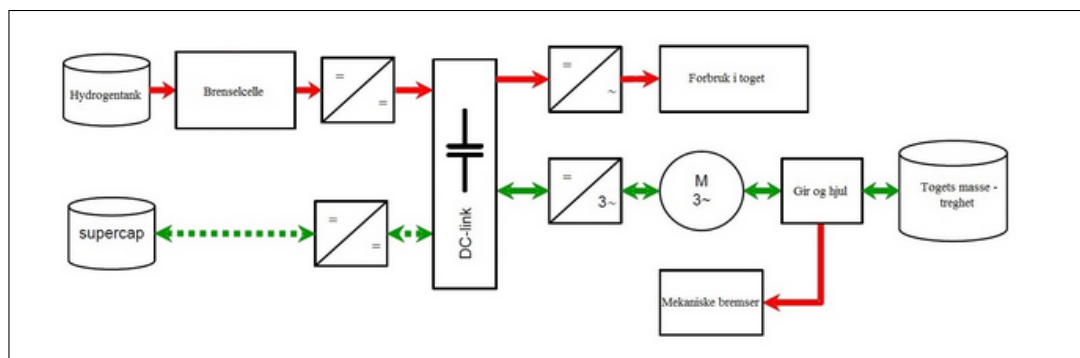 Hydrogentank
Brenselcelle
=
=
DC-link
=
~
Forbruk i toget
supercap
=
=
=
3~
M
3~
Gir og hjul
Togets masse -
treghet
Mekaniske bremser